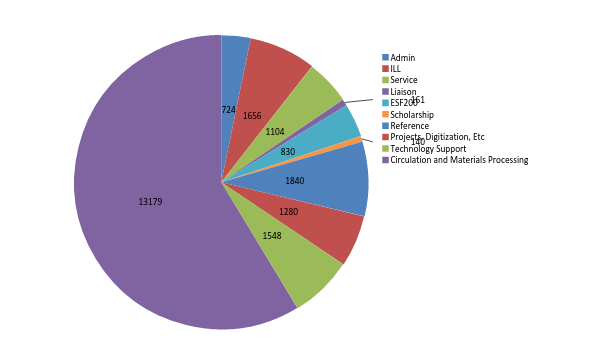 724
1656
1104
161
830
140
1840
1280
1548
13179
Admin
ILL
Service
Liaison
ESF200
Scholarship
Reference
Projects, Digitization, Etc
Technology Support
Circulation and Materials Processing